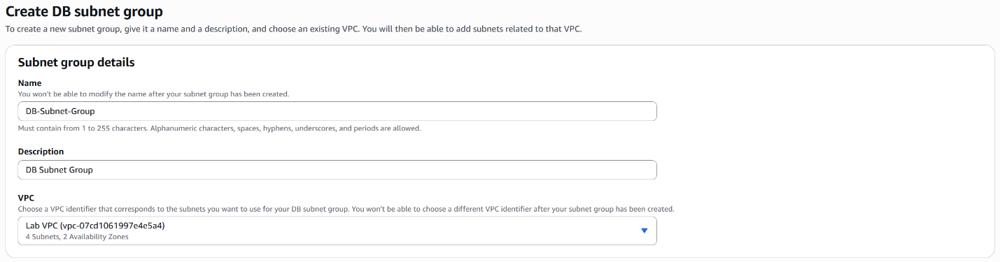 Create DB subnet group
To create a new subnet group, give it a name and a description, and choose an existing VPC. You will then be able to add subnets related to that VPC.
Subnet group details
Name
You won't be able to modify the name after your subnet group has been created.
DB-Subnet-Group
Must contain from 1 to 255 characters. Alphanumeric characters, spaces, hyphens, underscores, and periods are allowed.
Description
DB Subnet Group
VPC
Choose a VPC identifier that corresponds to the subnets you want to use for your DB subnet group. You won't be able to choose a different VPC identifier after your subnet group has been created.
Lab VPC (vpc-07cd1061997e4e5a4)
4 Subnets, 2 Availability Zones